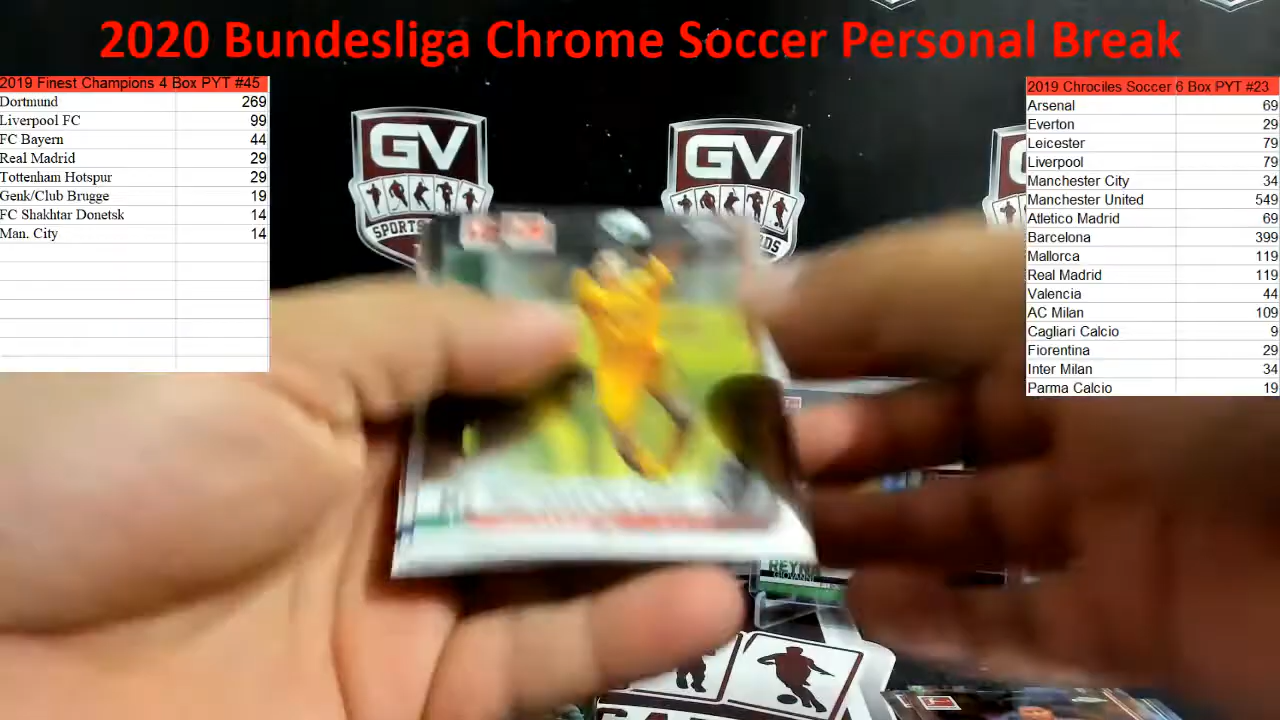 2020 Bundesliga Chrome Soccer Personal Break
2019 Finest Champions 4 Box PYT #45
Dortmund 269
Liverpool FC 99
FC Bayern 44
Real Madrid 29
Tottenham Hotspur 29
Genk/Club Brugge 19
FC Shakhtar Donetsk 14
Man. City 14
2019 Chrociles Soccer 6 Box PYT #23
Arsenal 69
Everton 29
Leicester 79
Liverpool 79
Manchester City 34
Manchester United 549
Atletico Madrid 69
Barcelona 399
Mallorca 119
Real Madrid 119
Valencia 44
AC Milan 109
Cagliari Calcio 9
Fiorentina 29
Inter Milan 34
Parma Calcio 19
GV
SPORTS
GV
REYNA
GIOVANNI